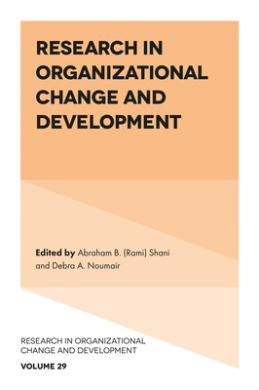 RESEARCH IN
ORGANIZATIONAL
CHANGE AND
DEVELOPMENT
Edited by Abraham B. (Rami) Shani
and Debra A. Noumair
RESEARCH IN ORGANIZATIONAL
CHANGE AND DEVELOPMENT
VOLUME 29